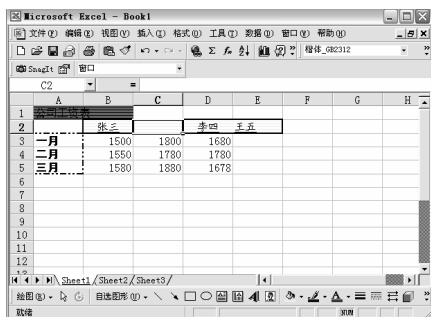 Microsoft Excel - Book1
文件(F) 编辑(E) 视图(V) 插入(I) 格式(O) 工具(T) 数据(D) 窗口(W) 帮助(H)
楷体_GB2312
SnagIt 窗口
C2 =
A B C D E F G H
1 公司工资表
2 张三 李四 王五
3 一月 1500 1800 1680
4 二月 1550 1780 1780
5 三月 1580 1880 1678
6
7
8
9
10
11
12
Sheet1 Sheet2 Sheet3
绘图(R) 自选图形(U)
就绪 NUM